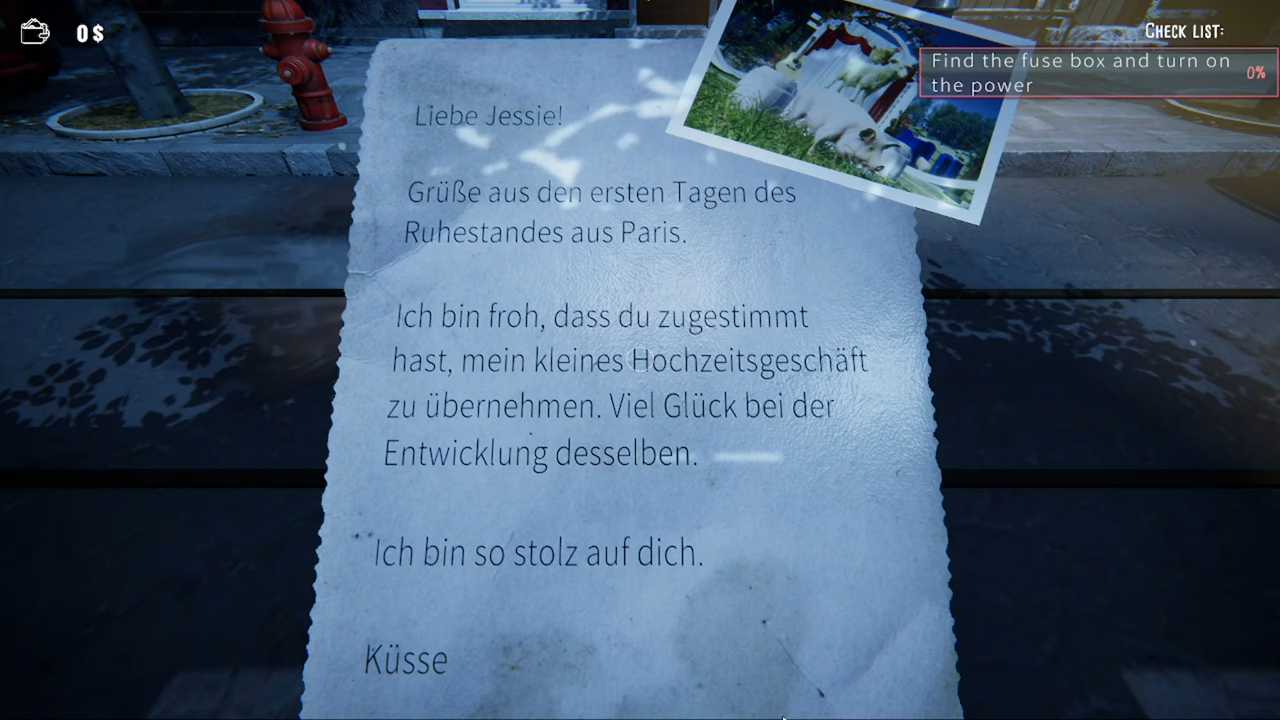 0 $
CHECK LIST:
Find the fuse box and turn on
the power
0%
Liebe Jessie!
Grüße aus den ersten Tagen des
Ruhestandes aus Paris.
Ich bin froh, dass du zugestimmt
hast, mein kleines Hochzeitsgeschäft
zu übernehmen. Viel Glück bei der
Entwicklung desselben.
Ich bin so stolz auf dich.
Küsse